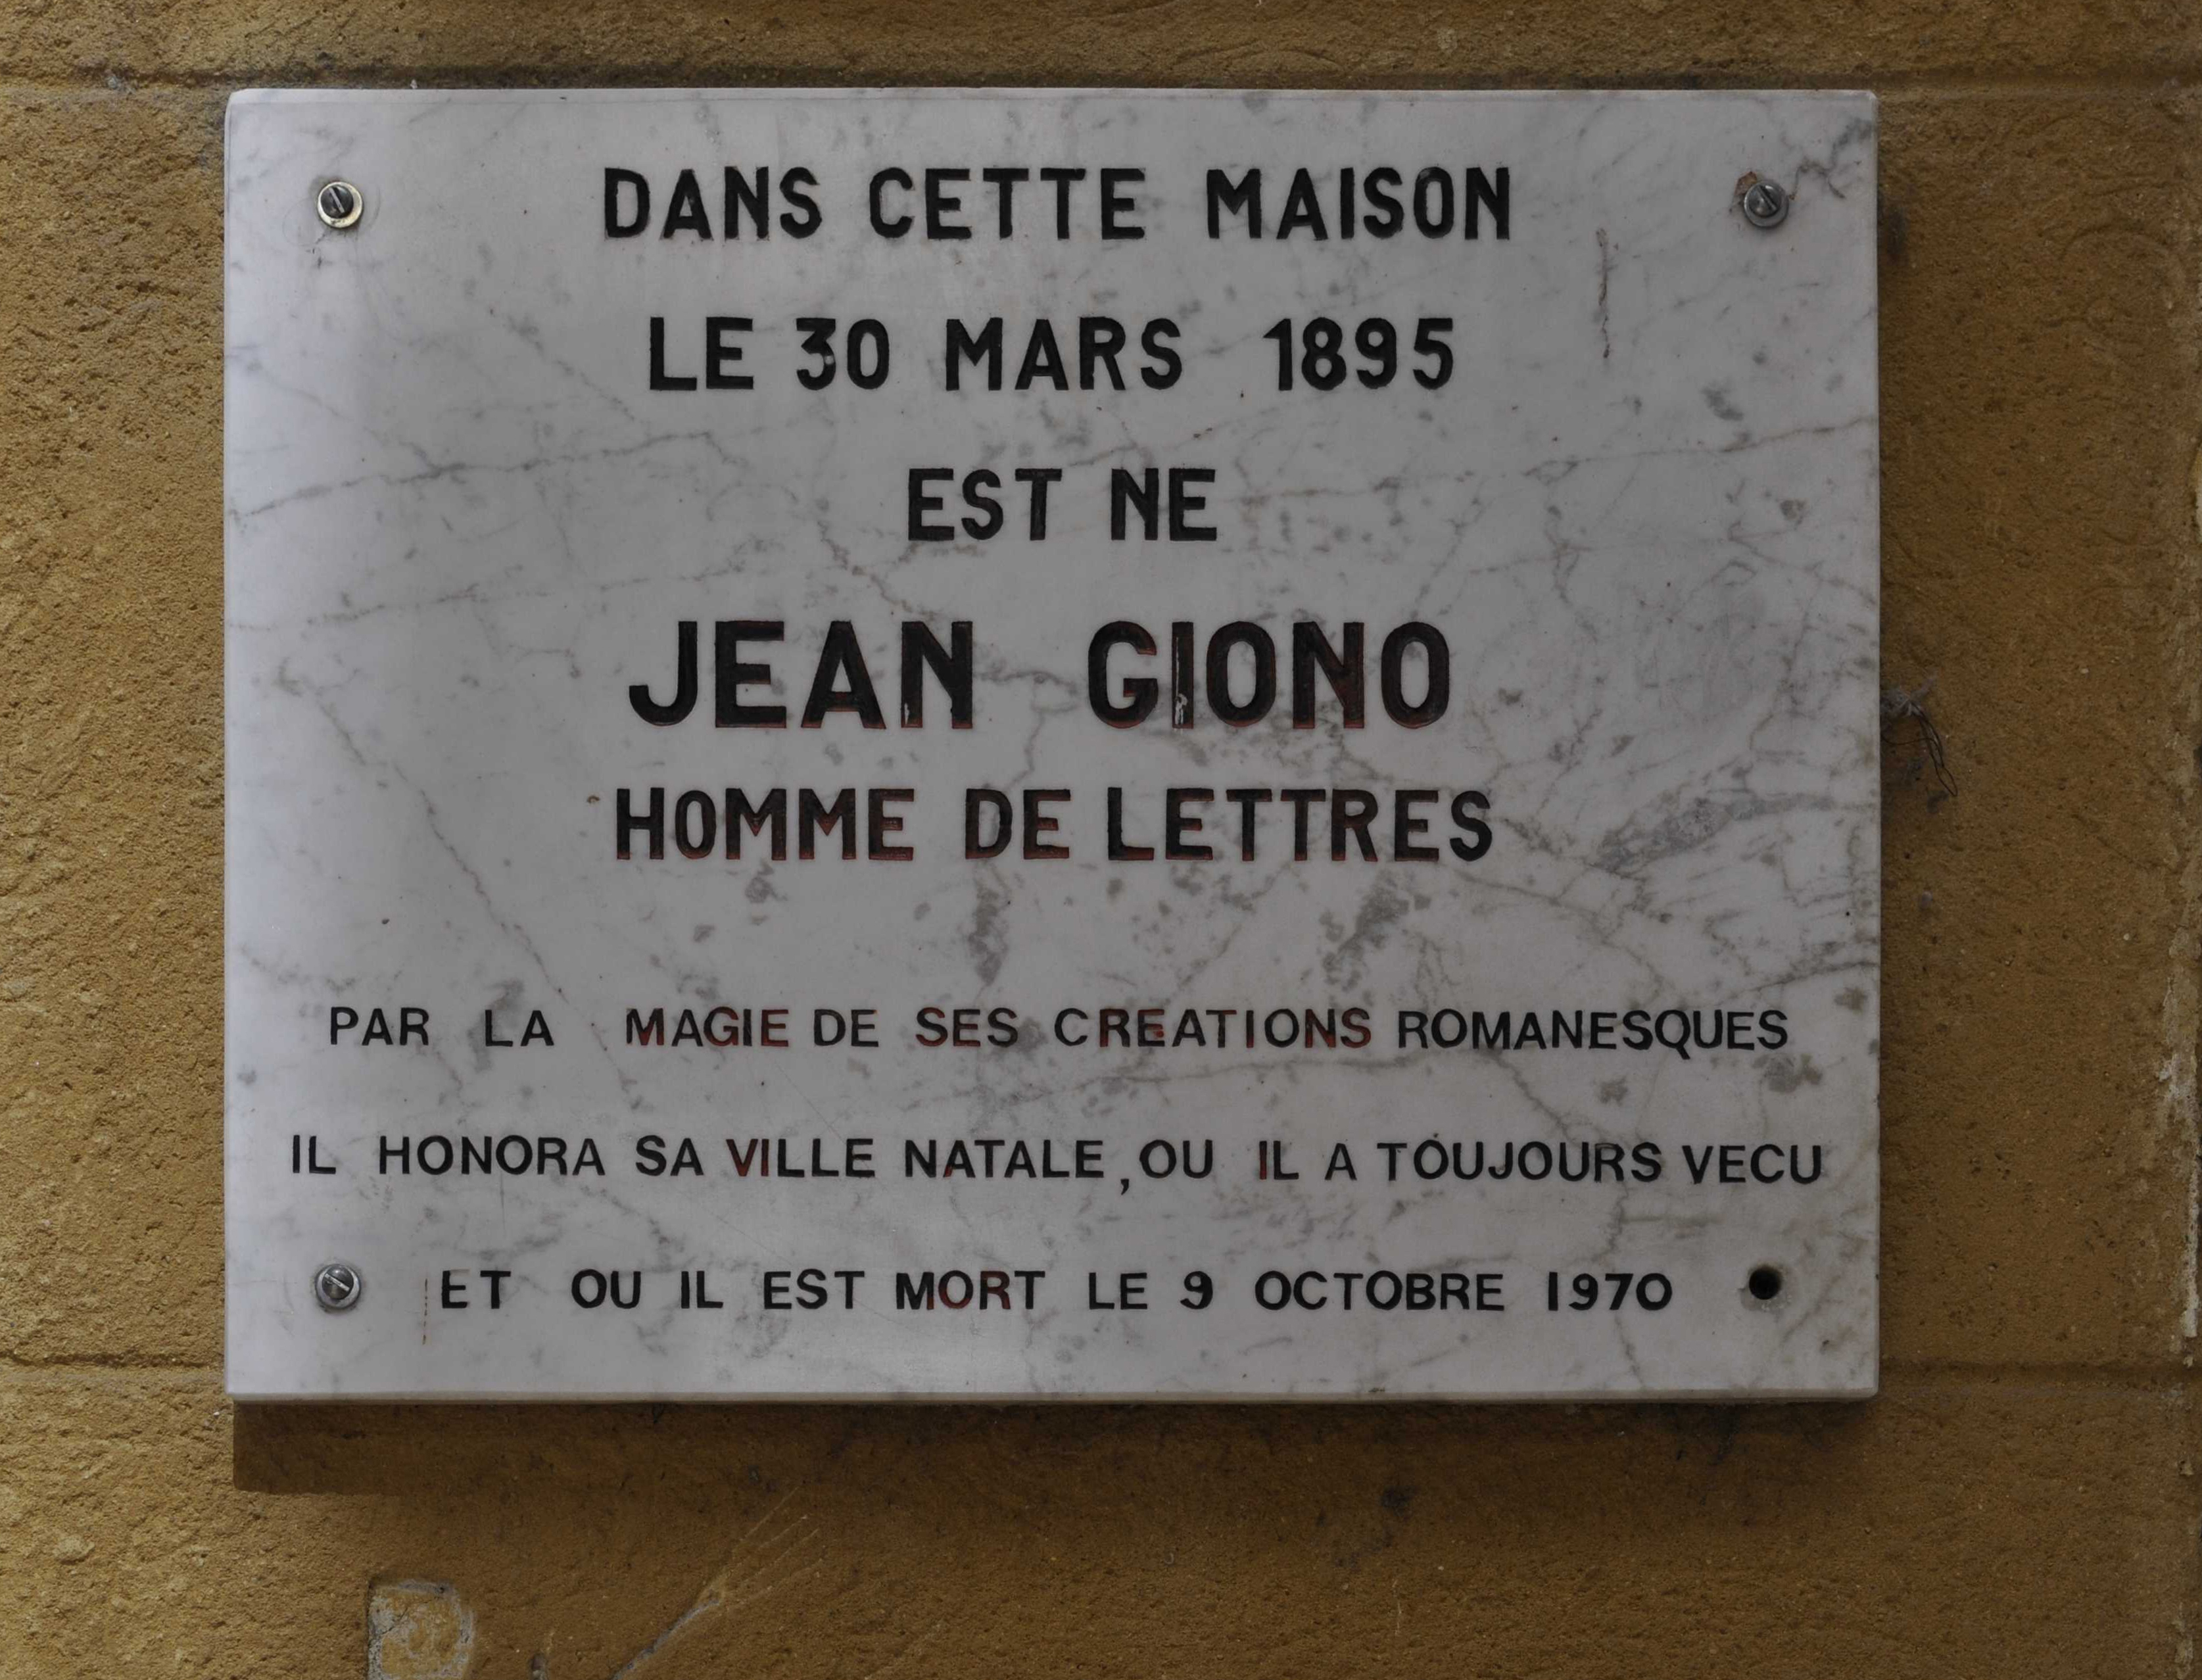 DANS CETTE MAISON
LE 30 MARS 1895
EST NE
JEAN GIONO
HOMME DE LETTRES
PAR LA MAGIE DE SES CREATIONS ROMANESQUES
IL HONORA SA VILLE NATALE, OU IL A TOUJOURS VECU
ET OU IL EST MORT LE 9 OCTOBRE 1970